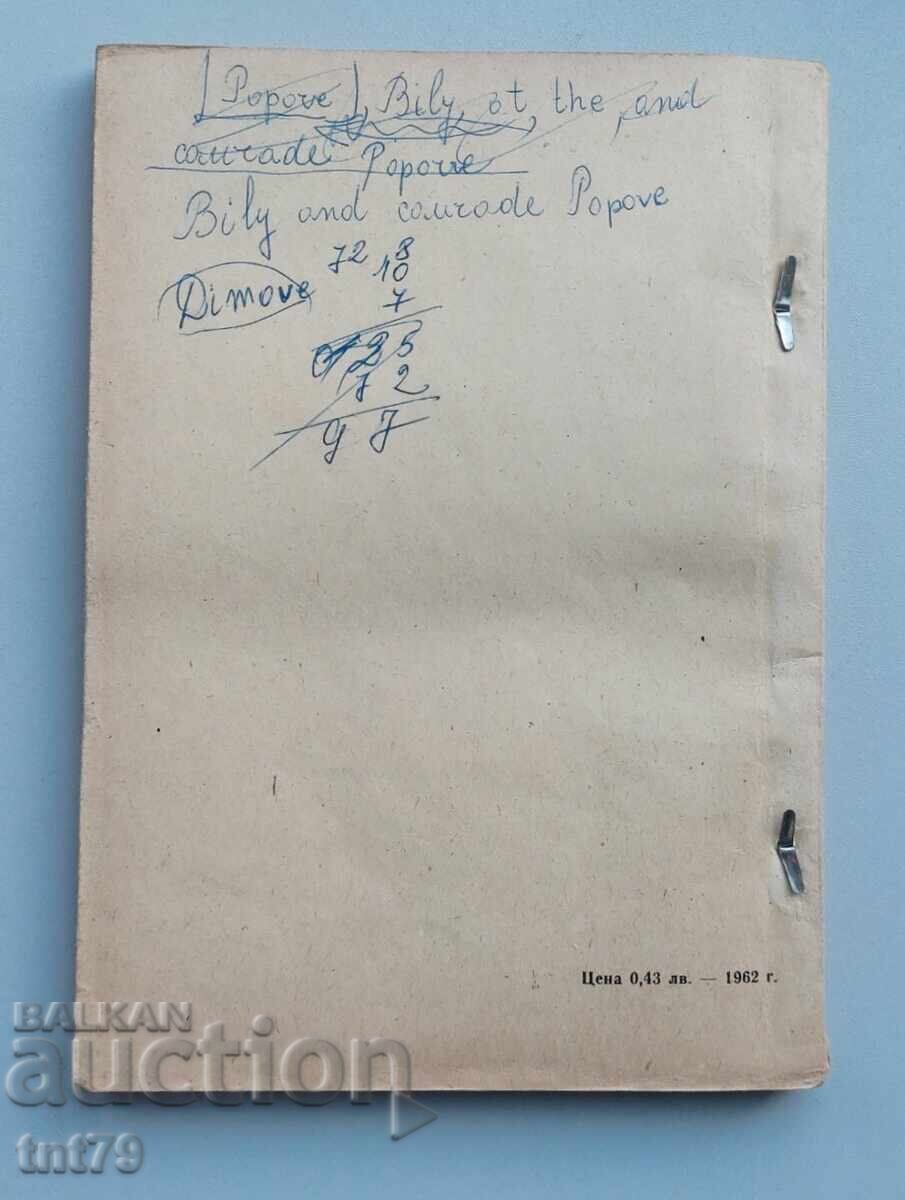 [Popove], Bily, at, the, and
comrade Popove
Bily and comrade Popove
Dimove 72 8
10
7
25
72
97
Цена 0,43 лв. — 1962 г.
BALKAN
auction
tnt79